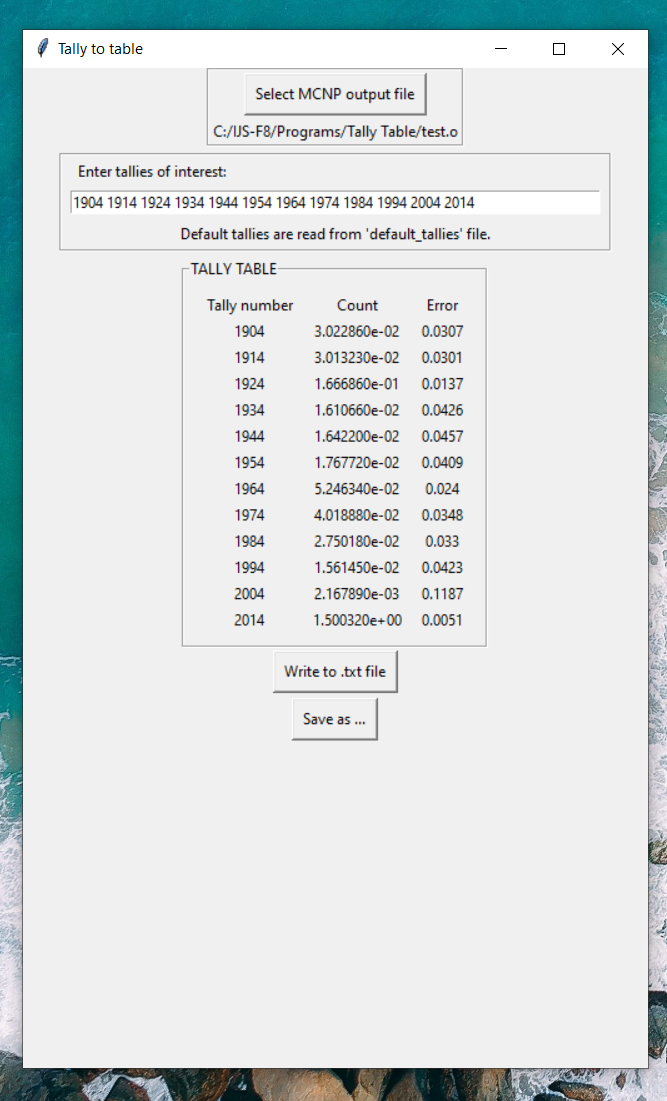 Tally to table
Select MCNP output file
C:/IJS-F8/Programs/Tally Table/test.o
Enter tallies of interest:
1904 1914 1924 1934 1944 1954 1964 1974 1984 1994 2004 2014
Default tallies are read from 'default_tallies' file.
TALLY TABLE
Tally number Count Error
1904 3.022860e-02 0.0307
1914 3.013230e-02 0.0301
1924 1.666860e-01 0.0137
1934 1.610660e-02 0.0426
1944 1.642200e-02 0.0457
1954 1.767720e-02 0.0409
1964 5.246340e-02 0.024
1974 4.018880e-02 0.0348
1984 2.750180e-02 0.033
1994 1.561450e-02 0.0423
2004 2.167890e-03 0.1187
2014 1.500320e+00 0.0051
Write to .txt file
Save as ...